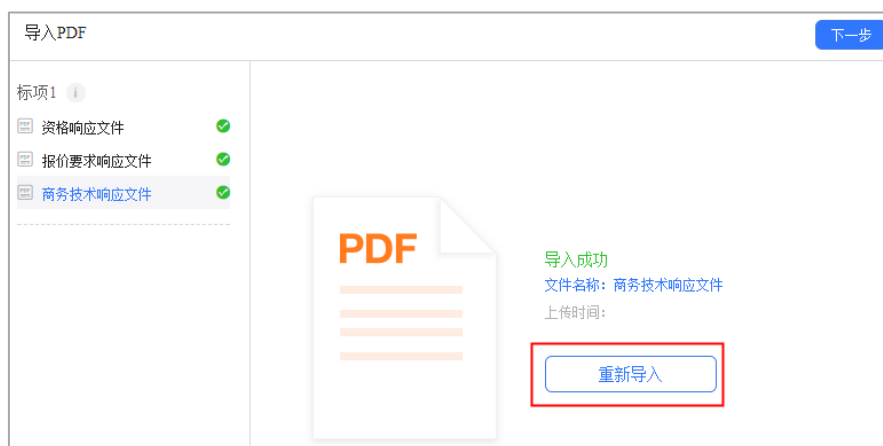 导入PDF
下一步
标项1 i
资格响应文件
报价要求响应文件
商务技术响应文件
PDF
导入成功
文件名称：商务技术响应文件
上传时间：
重新导入